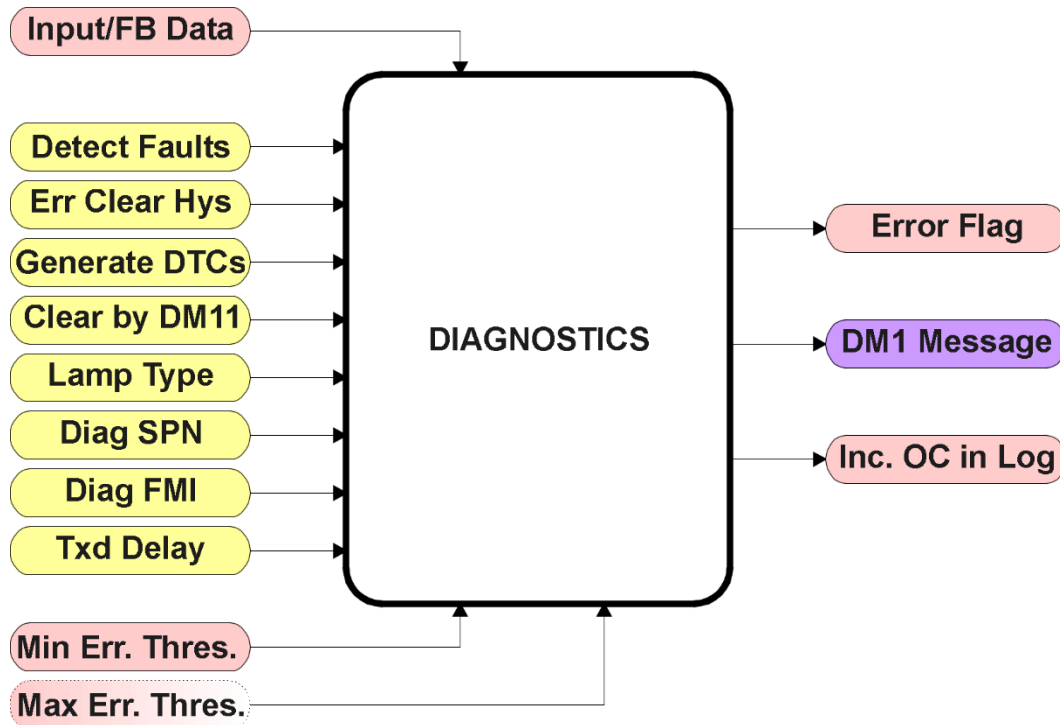 Input/FB Data
Detect Faults
Err Clear Hys
Generate DTCs
Clear by DM11
Lamp Type
Diag SPN
Diag FMI
Txd Delay
Min Err. Thres.
Max Err. Thres.
DIAGNOSTICS
Error Flag
DM1 Message
Inc. OC in Log